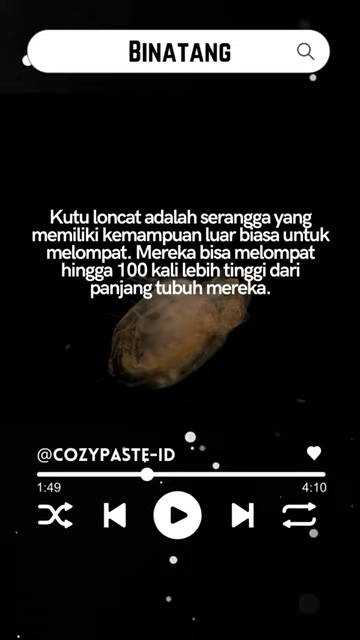 BINATANG
Kutu loncat adalah serangga yang
memiliki kemampuan luar biasa untuk
melompat. Mereka bisa melompat
hingga 100 kali lebih tinggi dari
panjang tubuh mereka.
@COZYPASTE-ID
1:49
4:10